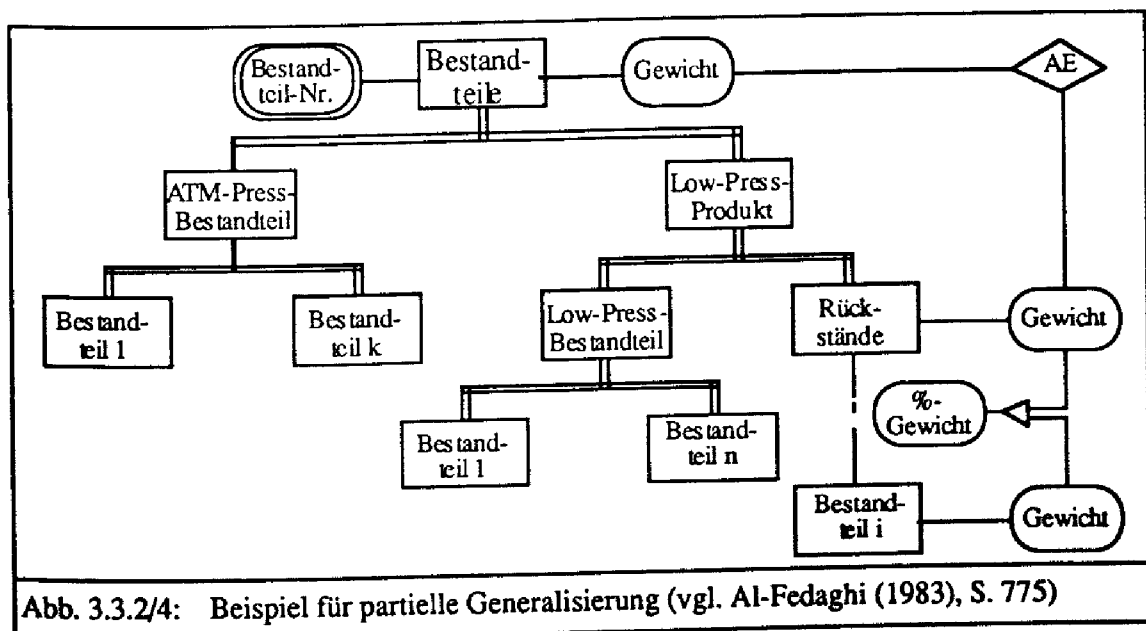 Bestand-
teil-Nr.
Bestand-
teile
Gewicht
AE
ATM-Press-
Bestandteil
Low-Press-
Produkt
Bestand-
teil 1
Bestand-
teil k
Low-Press-
Bestandteil
Rück-
stände
Gewicht
%-
Gewicht
Bestand-
teil 1
Bestand-
teil n
Bestand-
teil i
Gewicht
Abb. 3.3.2/4: Beispiel für partielle Generalisierung (vgl. Al-Fedaghi (1983), S. 775)